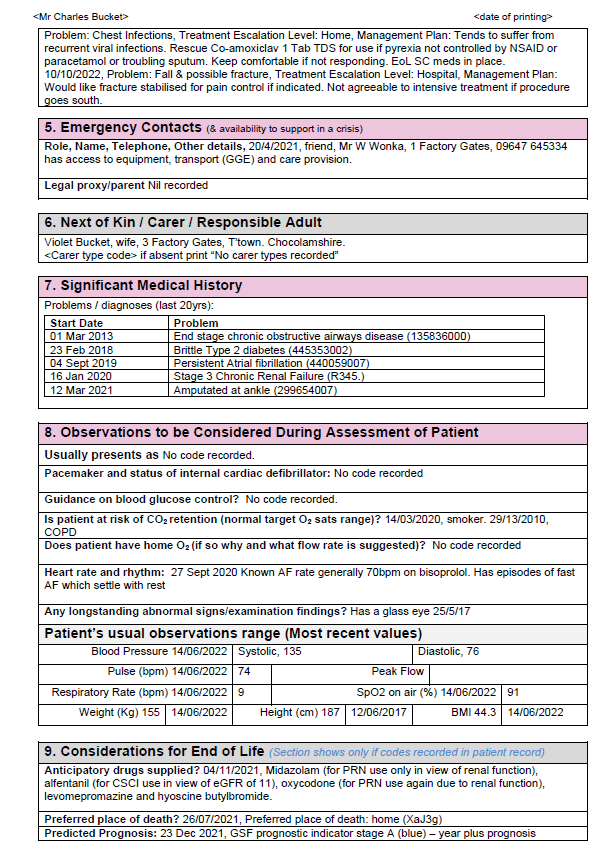 <Mr Charles Bucket> <date of printing>
Problem: Chest Infections, Treatment Escalation Level: Home, Management Plan: Tends to suffer from
recurrent viral infections. Rescue Co-amoxiclav 1 Tab TDS for use if pyrexia not controlled by NSAID or
paracetamol or troubling sputum. Keep comfortable if not responding. EoL SC meds in place.
10/10/2022, Problem: Fall & possible fracture, Treatment Escalation Level: Hospital, Management Plan:
Would like fracture stabilised for pain control if indicated. Not agreeable to intensive treatment if procedure
goes south.
5. Emergency Contacts (& availability to support in a crisis)
Role, Name, Telephone, Other details, 20/4/2021, friend, Mr W Wonka, 1 Factory Gates, 09647 645334
has access to equipment, transport (GGE) and care provision.
Legal proxy/parent Nil recorded
6. Next of Kin / Carer / Responsible Adult
Violet Bucket, wife, 3 Factory Gates, T'town. Chocolamshire.
<Carer type code> if absent print “No carer types recorded”
7. Significant Medical History
Problems / diagnoses (last 20yrs):
Start Date Problem
01 Mar 2013 End stage chronic obstructive airways disease (135836000)
23 Feb 2018 Brittle Type 2 diabetes (445353002)
04 Sept 2019 Persistent Atrial fibrillation (440059007)
16 Jan 2020 Stage 3 Chronic Renal Failure (R345.)
12 Mar 2021 Amputated at ankle (299654007)
8. Observations to be Considered During Assessment of Patient
Usually presents as No code recorded.
Pacemaker and status of internal cardiac defibrillator: No code recorded
Guidance on blood glucose control? No code recorded.
Is patient at risk of CO₂ retention (normal target O₂ sats range)? 14/03/2020, smoker. 29/13/2010,
COPD
Does patient have home O₂ (if so why and what flow rate is suggested)? No code recorded
Heart rate and rhythm: 27 Sept 2020 Known AF rate generally 70bpm on bisoprolol. Has episodes of fast
AF which settle with rest
Any longstanding abnormal signs/examination findings? Has a glass eye 25/5/17
Patient's usual observations range (Most recent values)
Blood Pressure 14/06/2022 Systolic, 135 Diastolic, 76
Pulse (bpm) 14/06/2022 74 Peak Flow
Respiratory Rate (bpm) 14/06/2022 9 SpO2 on air (%) 14/06/2022 91
Weight (Kg) 155 14/06/2022 Height (cm) 187 12/06/2017 BMI 44.3 14/06/2022
9. Considerations for End of Life (Section shows only if codes recorded in patient record)
Anticipatory drugs supplied? 04/11/2021, Midazolam (for PRN use only in view of renal function),
alfentanil (for CSCI use in view of eGFR of 11), oxycodone (for PRN use again due to renal function),
levomepromazine and hyoscine butylbromide.
Preferred place of death? 26/07/2021, Preferred place of death: home (XaJ3g)
Predicted Prognosis: 23 Dec 2021, GSF prognostic indicator stage A (blue) – year plus prognosis